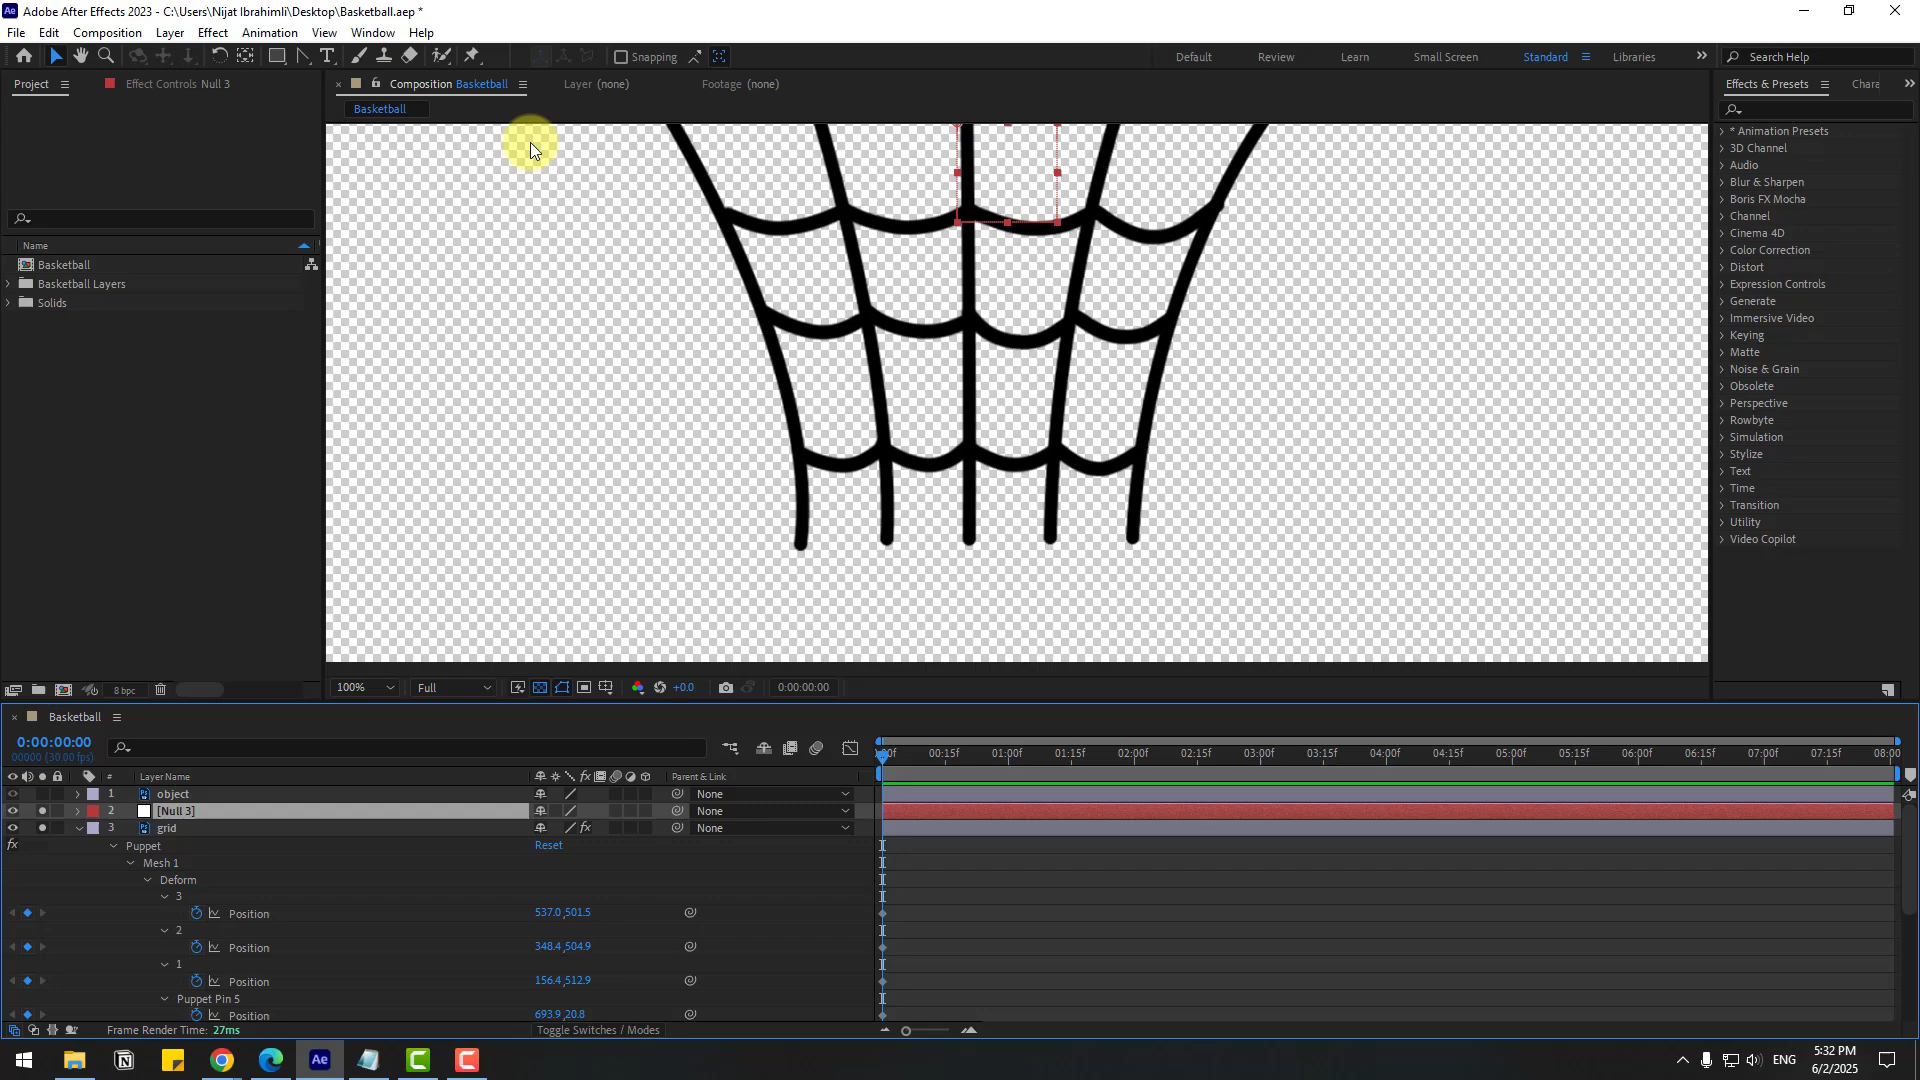 Adobe After Effects 2023 - C:\Users\Nijat Ibrahimli\Desktop\Basketball.aep *
File Edit Composition Layer Effect Animation View Window Help
Snapping
Default Review Learn Small Screen Standard Libraries
Search Help
Project
Effect Controls Null 3
Composition Basketball
Layer (none)
Footage (none)
Effects & Presets
Chara
Basketball
Name
Basketball
Basketball Layers
Solids
* Animation Presets
3D Channel
Audio
Blur & Sharpen
Boris FX Mocha
Channel
Cinema 4D
Color Correction
Distort
Expression Controls
Generate
Immersive Video
Keying
Matte
Noise & Grain
Obsolete
Perspective
Rowbyte
Simulation
Stylize
Text
Time
Transition
Utility
Video Copilot
8 bpc
100%
Full
+0.0
0:00:00:00
Basketball
0:00:00:00
00000 (30.00 fps)
:00f 00:15f 01:00f 01:15f 02:00f 02:15f 03:00f 03:15f 04:00f 04:15f 05:00f 05:15f 06:00f 06:15f 07:00f 07:15f 08:00
# Layer Name
Parent & Link
1 object None
2 [Null 3] None
3 grid None
fx Puppet Reset
Mesh 1
Deform
3
Position 537.0,501.5
2
Position 348.4,504.9
1
Position 156.4,512.9
Puppet Pin 5
Position 693.9,20.8
Frame Render Time: 27ms
Toggle Switches / Modes
ENG
5:32 PM
6/2/2025